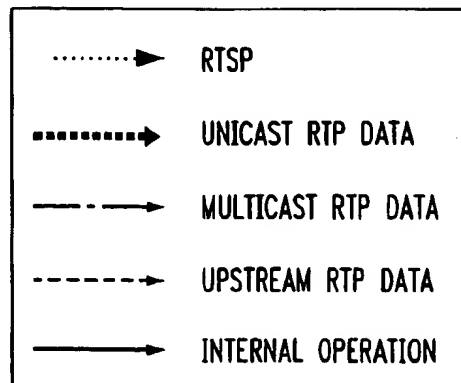 RTSP
UNICAST RTP DATA
MULTICAST RTP DATA
UPSTREAM RTP DATA
INTERNAL OPERATION